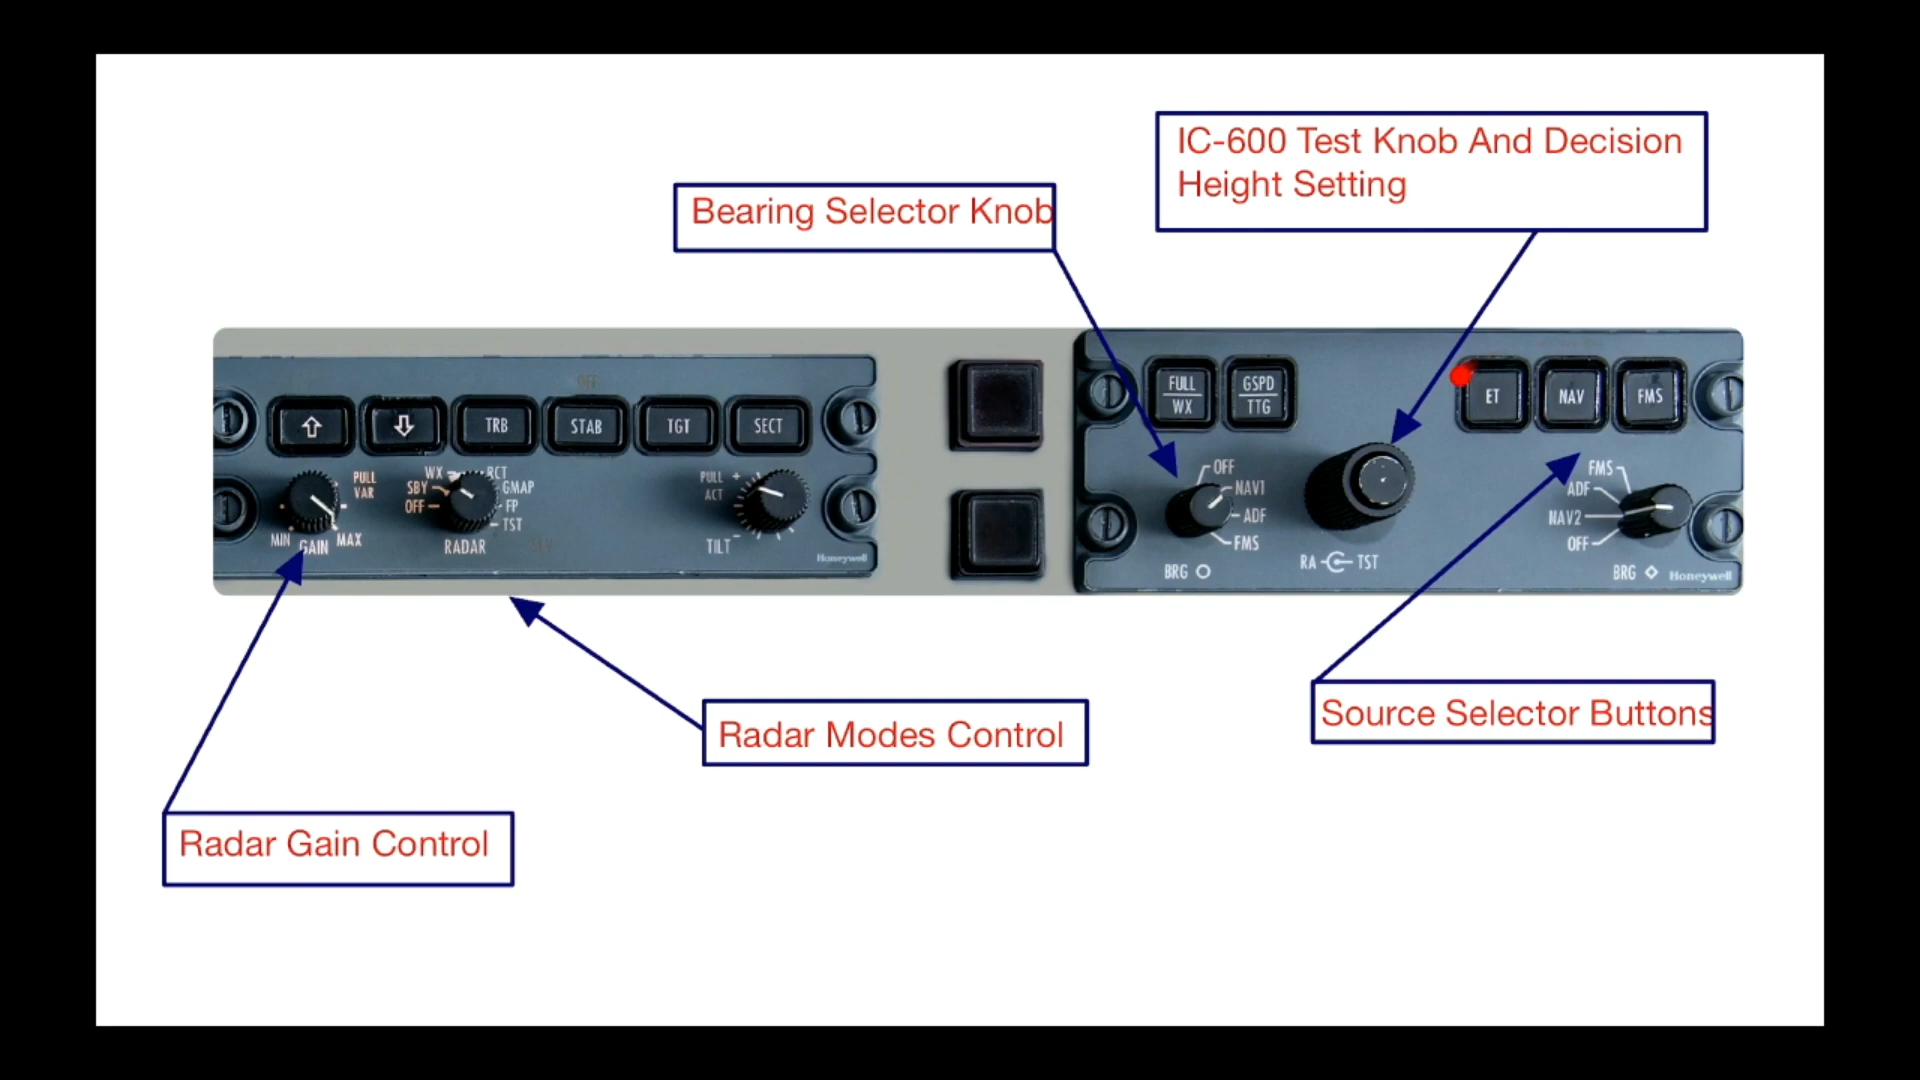 IC-600 Test Knob And Decision
Height Setting
Bearing Selector Knob
OFF
TRB
STAB
TGT
SECT
PULL
VAR
MIN
GAIN
MAX
WX
SBY
OFF
RCT
GMAP
FP
TST
RADAR
PULL
ACT
+
-
TILT
Honeywell
FULL
WX
GSPD
TTG
ET
NAV
FMS
OFF
NAV1
ADF
FMS
BRG
RA
TST
FMS
ADF
NAV2
OFF
BRG
Honeywell
Source Selector Buttons
Radar Modes Control
Radar Gain Control